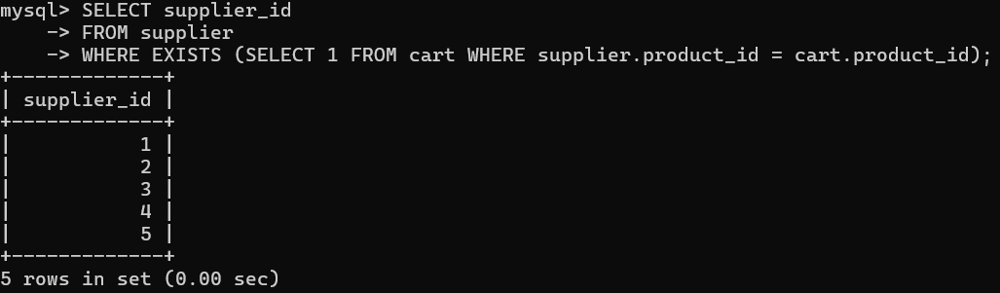 mysql> SELECT supplier_id
    -> FROM supplier
    -> WHERE EXISTS (SELECT 1 FROM cart WHERE supplier.product_id = cart.product_id);
+-------------+
| supplier_id |
+-------------+
|           1 |
|           2 |
|           3 |
|           4 |
|           5 |
+-------------+
5 rows in set (0.00 sec)